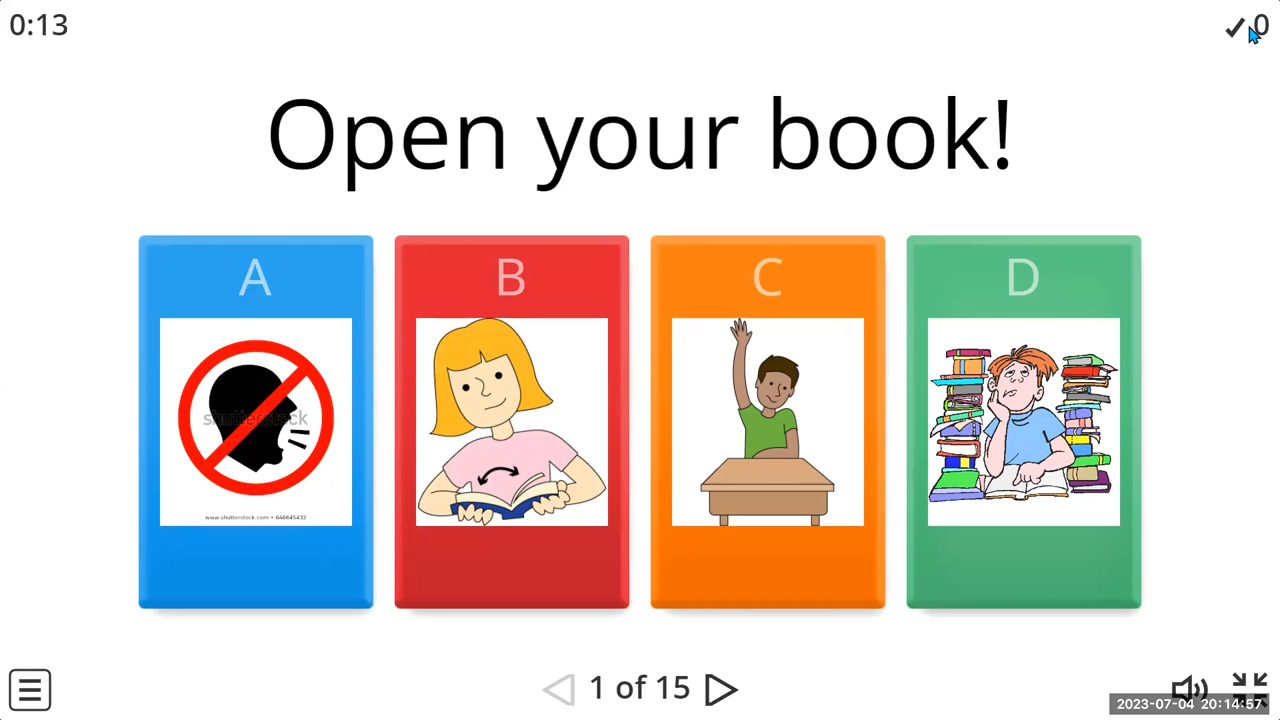 0:13
0
Open your book!
A
B
C
D
shutterstock
www.shutterstock.com • 646645432
1 of 15
2023-07-04 20:14:57